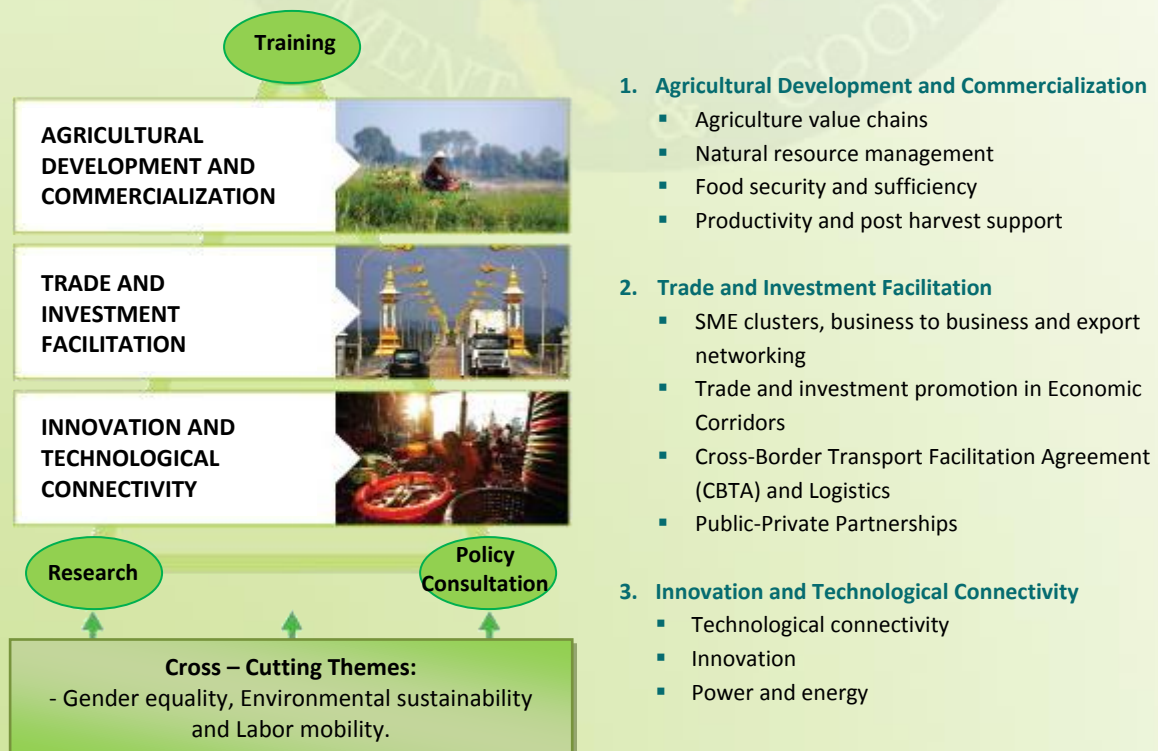 Training
AGRICULTURAL
DEVELOPMENT AND
COMMERCIALIZATION
TRADE AND
INVESTMENT
FACILITATION
INNOVATION AND
TECHNOLOGICAL
CONNECTIVITY
Research
Policy
Consultation
Cross – Cutting Themes:
- Gender equality, Environmental sustainability
and Labor mobility.
MENT & COOP
1. Agricultural Development and Commercialization
▪ Agriculture value chains
▪ Natural resource management
▪ Food security and sufficiency
▪ Productivity and post harvest support
2. Trade and Investment Facilitation
▪ SME clusters, business to business and export
networking
▪ Trade and investment promotion in Economic
Corridors
▪ Cross-Border Transport Facilitation Agreement
(CBTA) and Logistics
▪ Public-Private Partnerships
3. Innovation and Technological Connectivity
▪ Technological connectivity
▪ Innovation
▪ Power and energy